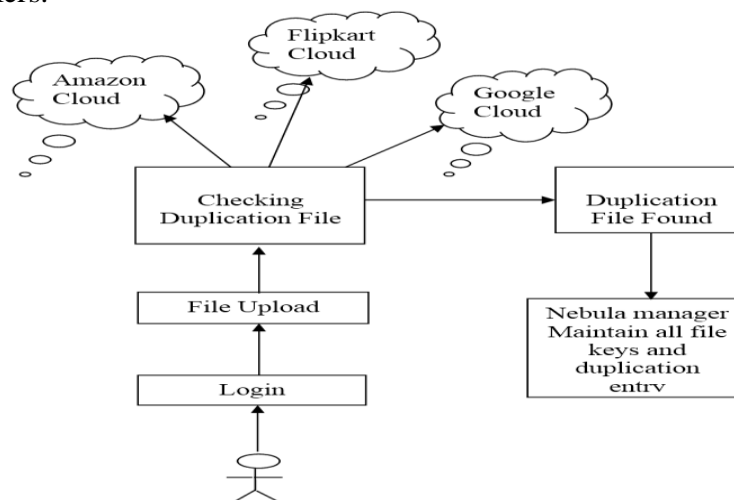 Flipkart
Cloud
Amazon
Cloud
Google
Cloud
Checking
Duplication File
Duplication
File Found
File Upload
Nebula manager
Maintain all file
keys and
duplication
entry
Login